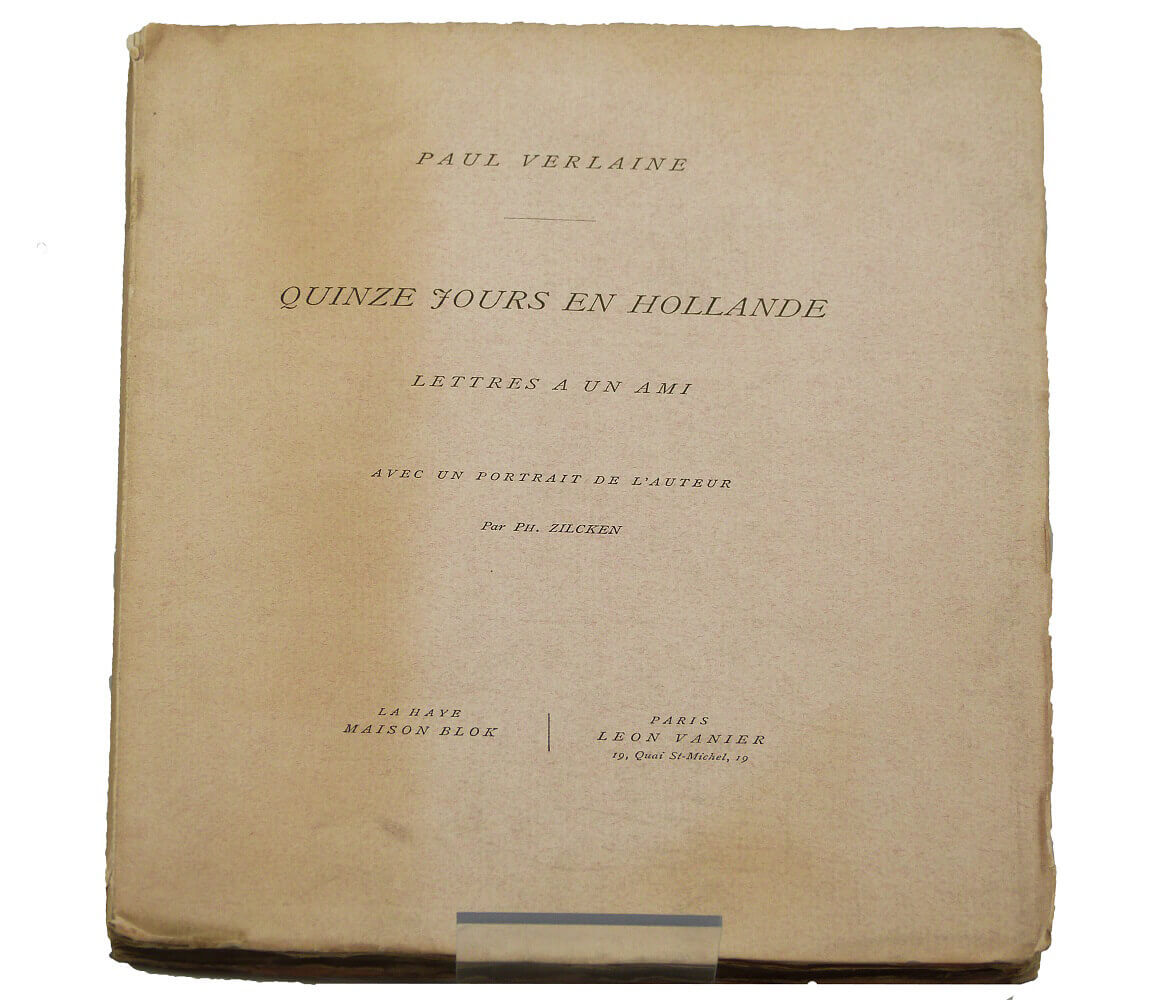 PAUL VERLAINE
QUINZE JOURS EN HOLLANDE
LETTRES A UN AMI
AVEC UN PORTRAIT DE L'AUTEUR
Par PH. ZILCKEN
LA HAYE
MAISON BLOK
PARIS
LEON VANIER
19, Quai St-Michel, 19